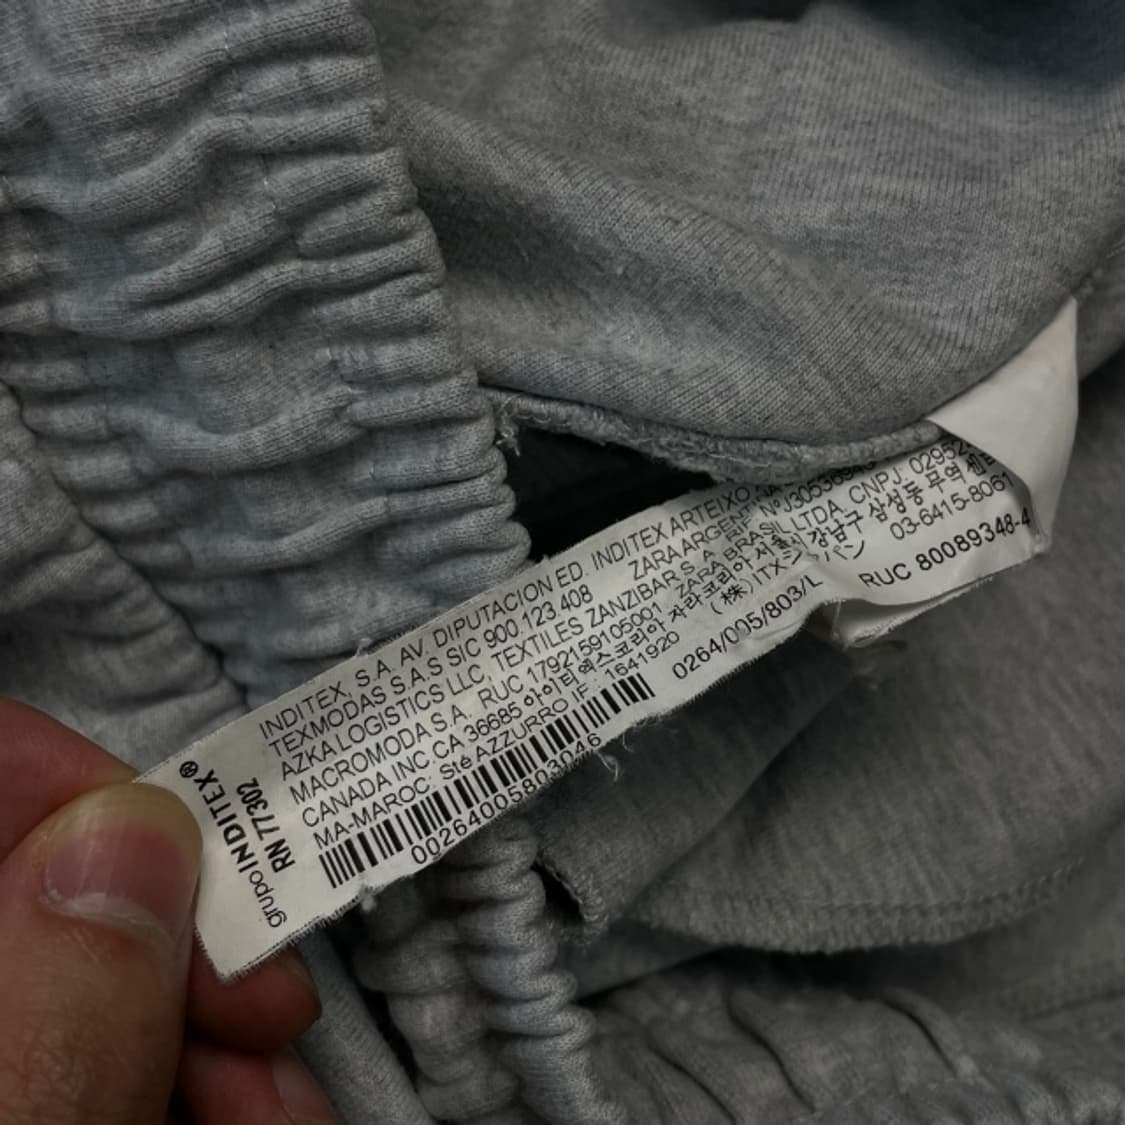 grupo INDITEX®
RN 77302
INDITEX, S.A. AV. DIPUTACION ED. INDITEX ARTEIXO
TEXMODAS S.A.S S/C 900.123.408 ZARA ARGENTINA
AZKA LOGISTICS LLC, TEXTILES ZANZIBAR S. A. RIF NºJ305369
MACROMODA S.A. RUC 1792159105001 ZARA BRASIL LTDA, CNPJ: 0295
CANADA INC CA 36685 아이티엑스코리아 자라코리아 서울시 강남구 삼성동 무역센
MA-MAROC: Sté AZZURRO IF : 1641920 (株) ITXジャパン 03-6415-8061
00264005803046 0264/005/803/L RUC 80089348-4